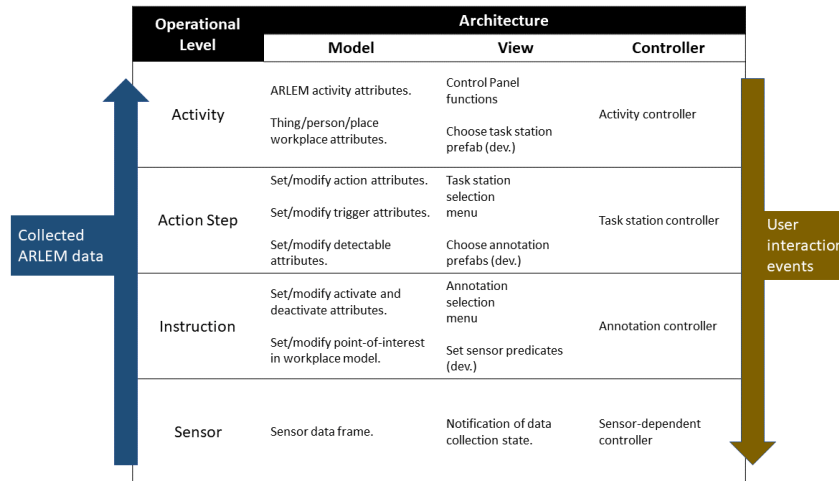 Operational
Level
Architecture
Model
View
Controller
Activity
ARLEM activity attributes.
Thing/person/place
workplace attributes.
Control Panel
functions
Choose task station
prefab (dev.)
Activity controller
Action Step
Set/modify action attributes.
Set/modify trigger attributes.
Set/modify detectable
attributes.
Task station
selection
menu
Choose annotation
prefabs (dev.)
Task station controller
Instruction
Set/modify activate and
deactivate attributes.
Set/modify point-of-interest
in workplace model.
Annotation
selection
menu
Set sensor predicates
(dev.)
Annotation controller
Sensor
Sensor data frame.
Notification of data
collection state.
Sensor-dependent
controller
Collected
ARLEM data
User
interaction
events